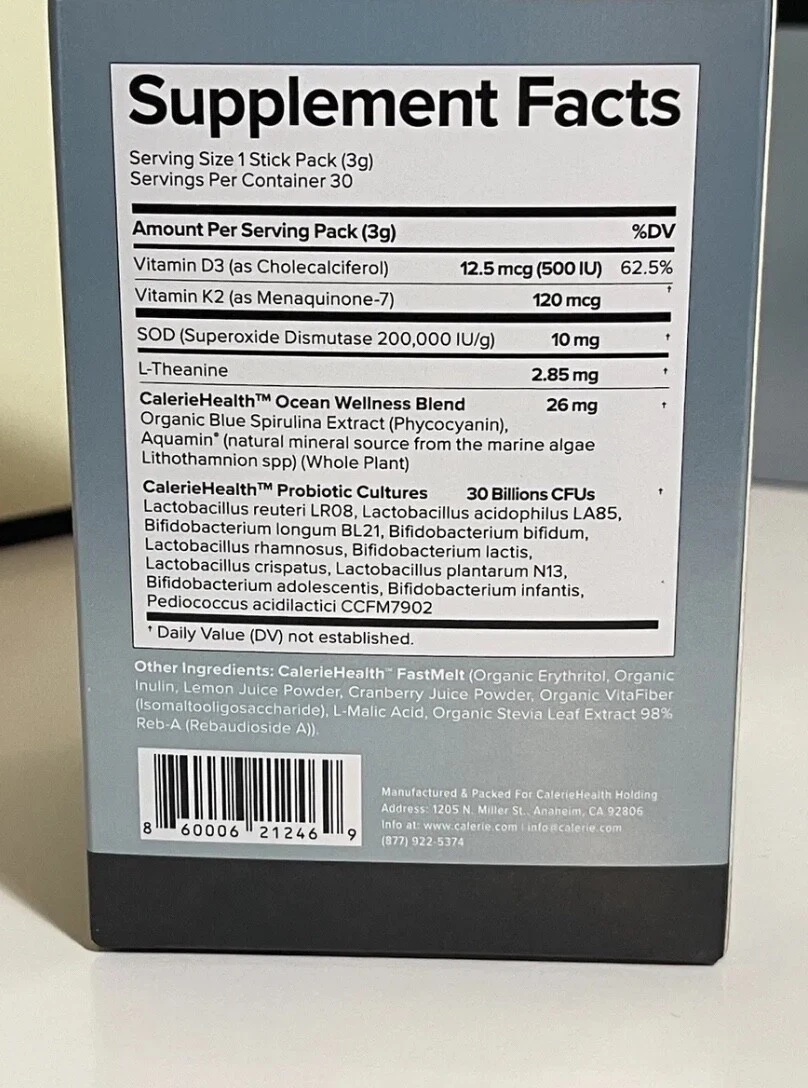 Supplement Facts
Serving Size 1 Stick Pack (3g)
Servings Per Container 30
Amount Per Serving Pack (3g) %DV
Vitamin D3 (as Cholecalciferol) 12.5 mcg (500 IU) 62.5%
Vitamin K2 (as Menaquinone-7) 120 mcg †
SOD (Superoxide Dismutase 200,000 IU/g) 10 mg †
L-Theanine 2.85 mg †
CalerieHealth™ Ocean Wellness Blend 26 mg †
Organic Blue Spirulina Extract (Phycocyanin),
Aquamin® (natural mineral source from the marine algae
Lithothamnion spp) (Whole Plant)
CalerieHealth™ Probiotic Cultures 30 Billions CFUs †
Lactobacillus reuteri LR08, Lactobacillus acidophilus LA85,
Bifidobacterium longum BL21, Bifidobacterium bifidum,
Lactobacillus rhamnosus, Bifidobacterium lactis,
Lactobacillus crispatus, Lactobacillus plantarum N13,
Bifidobacterium adolescentis, Bifidobacterium infantis,
Pediococcus acidilactici CCFM7902
† Daily Value (DV) not established.
Other Ingredients: CalerieHealth™ FastMelt (Organic Erythritol, Organic
Inulin, Lemon Juice Powder, Cranberry Juice Powder, Organic VitaFiber
(Isomaltooligosaccharide), L-Malic Acid, Organic Stevia Leaf Extract 98%
Reb-A (Rebaudioside A)).
Manufactured & Packed For CalerieHealth Holding
Address: 1205 N. Miller St., Anaheim, CA 92806
Info at: www.calerie.com | info@calerie.com
(877) 922-5374
8 60006 21246 9